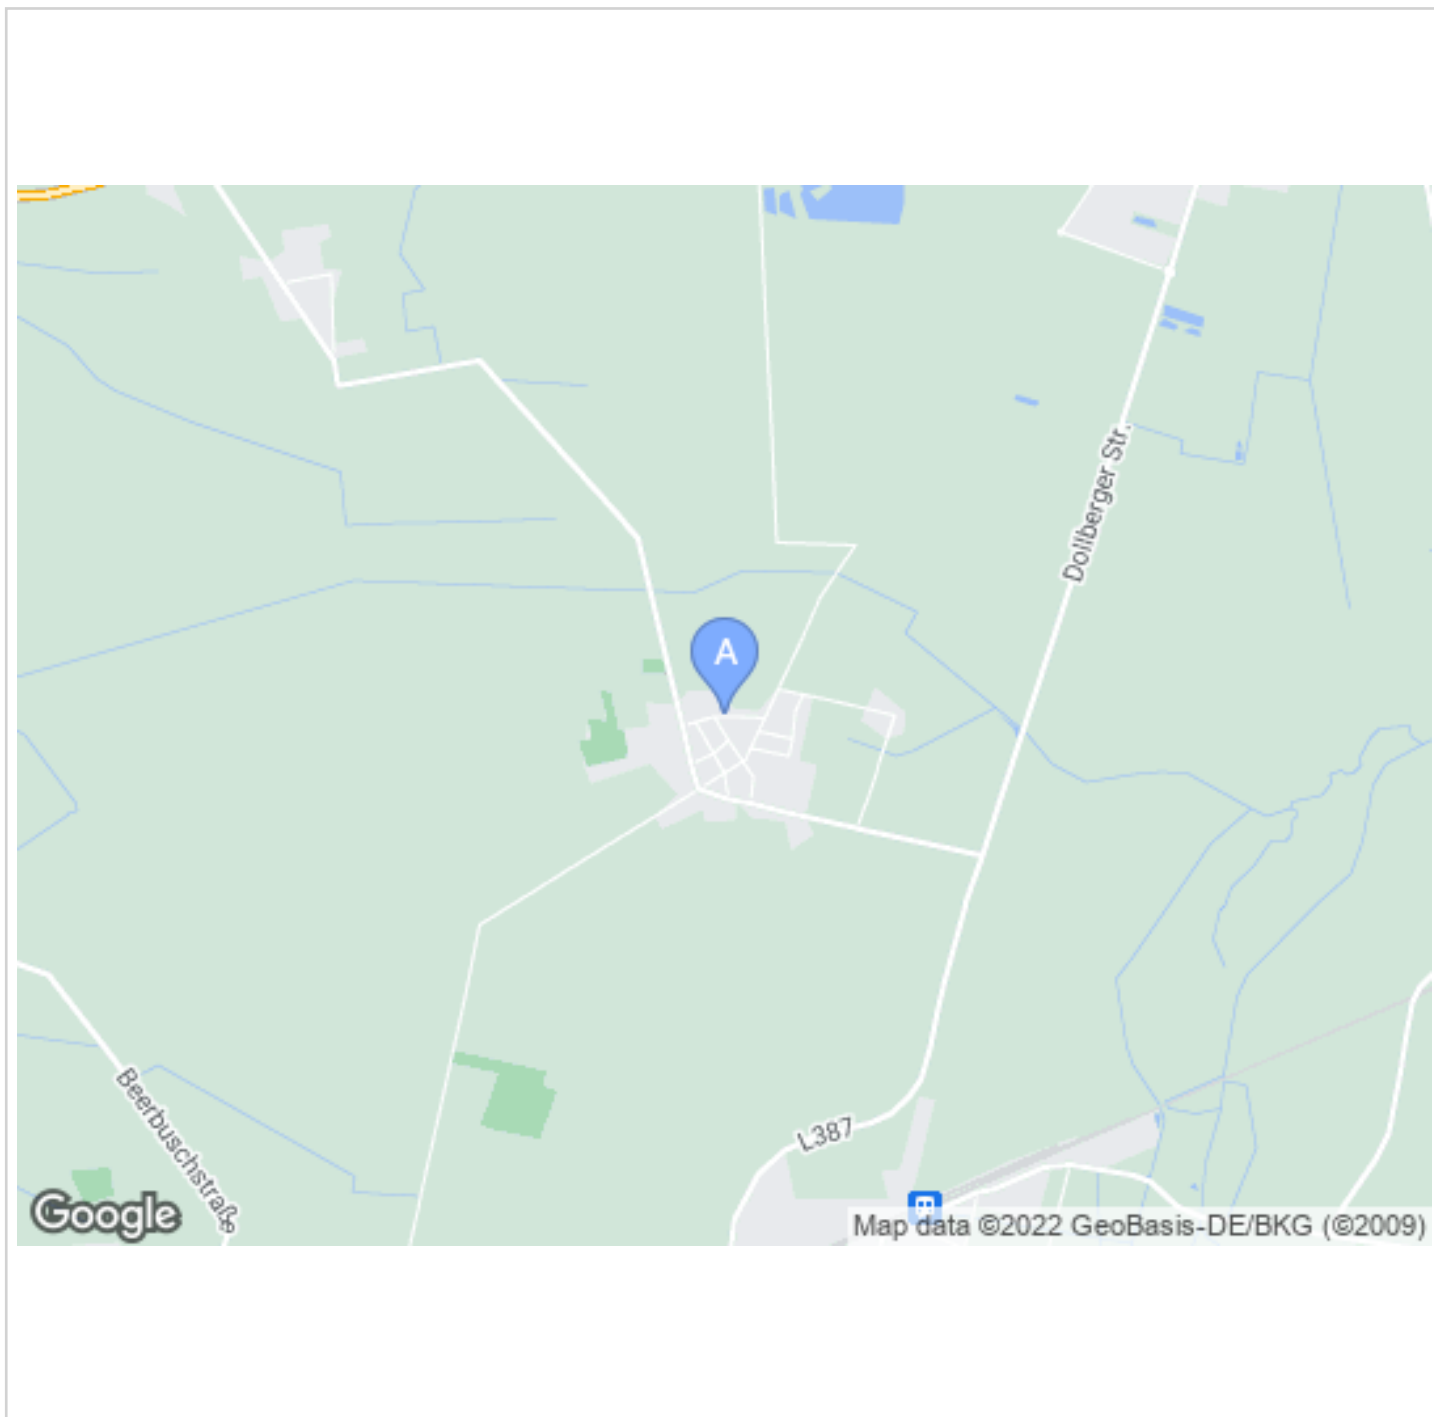 Dollberger Str.
A
Beerbuschstraße
L387
Google
Map data ©2022 GeoBasis-DE/BKG (©2009)